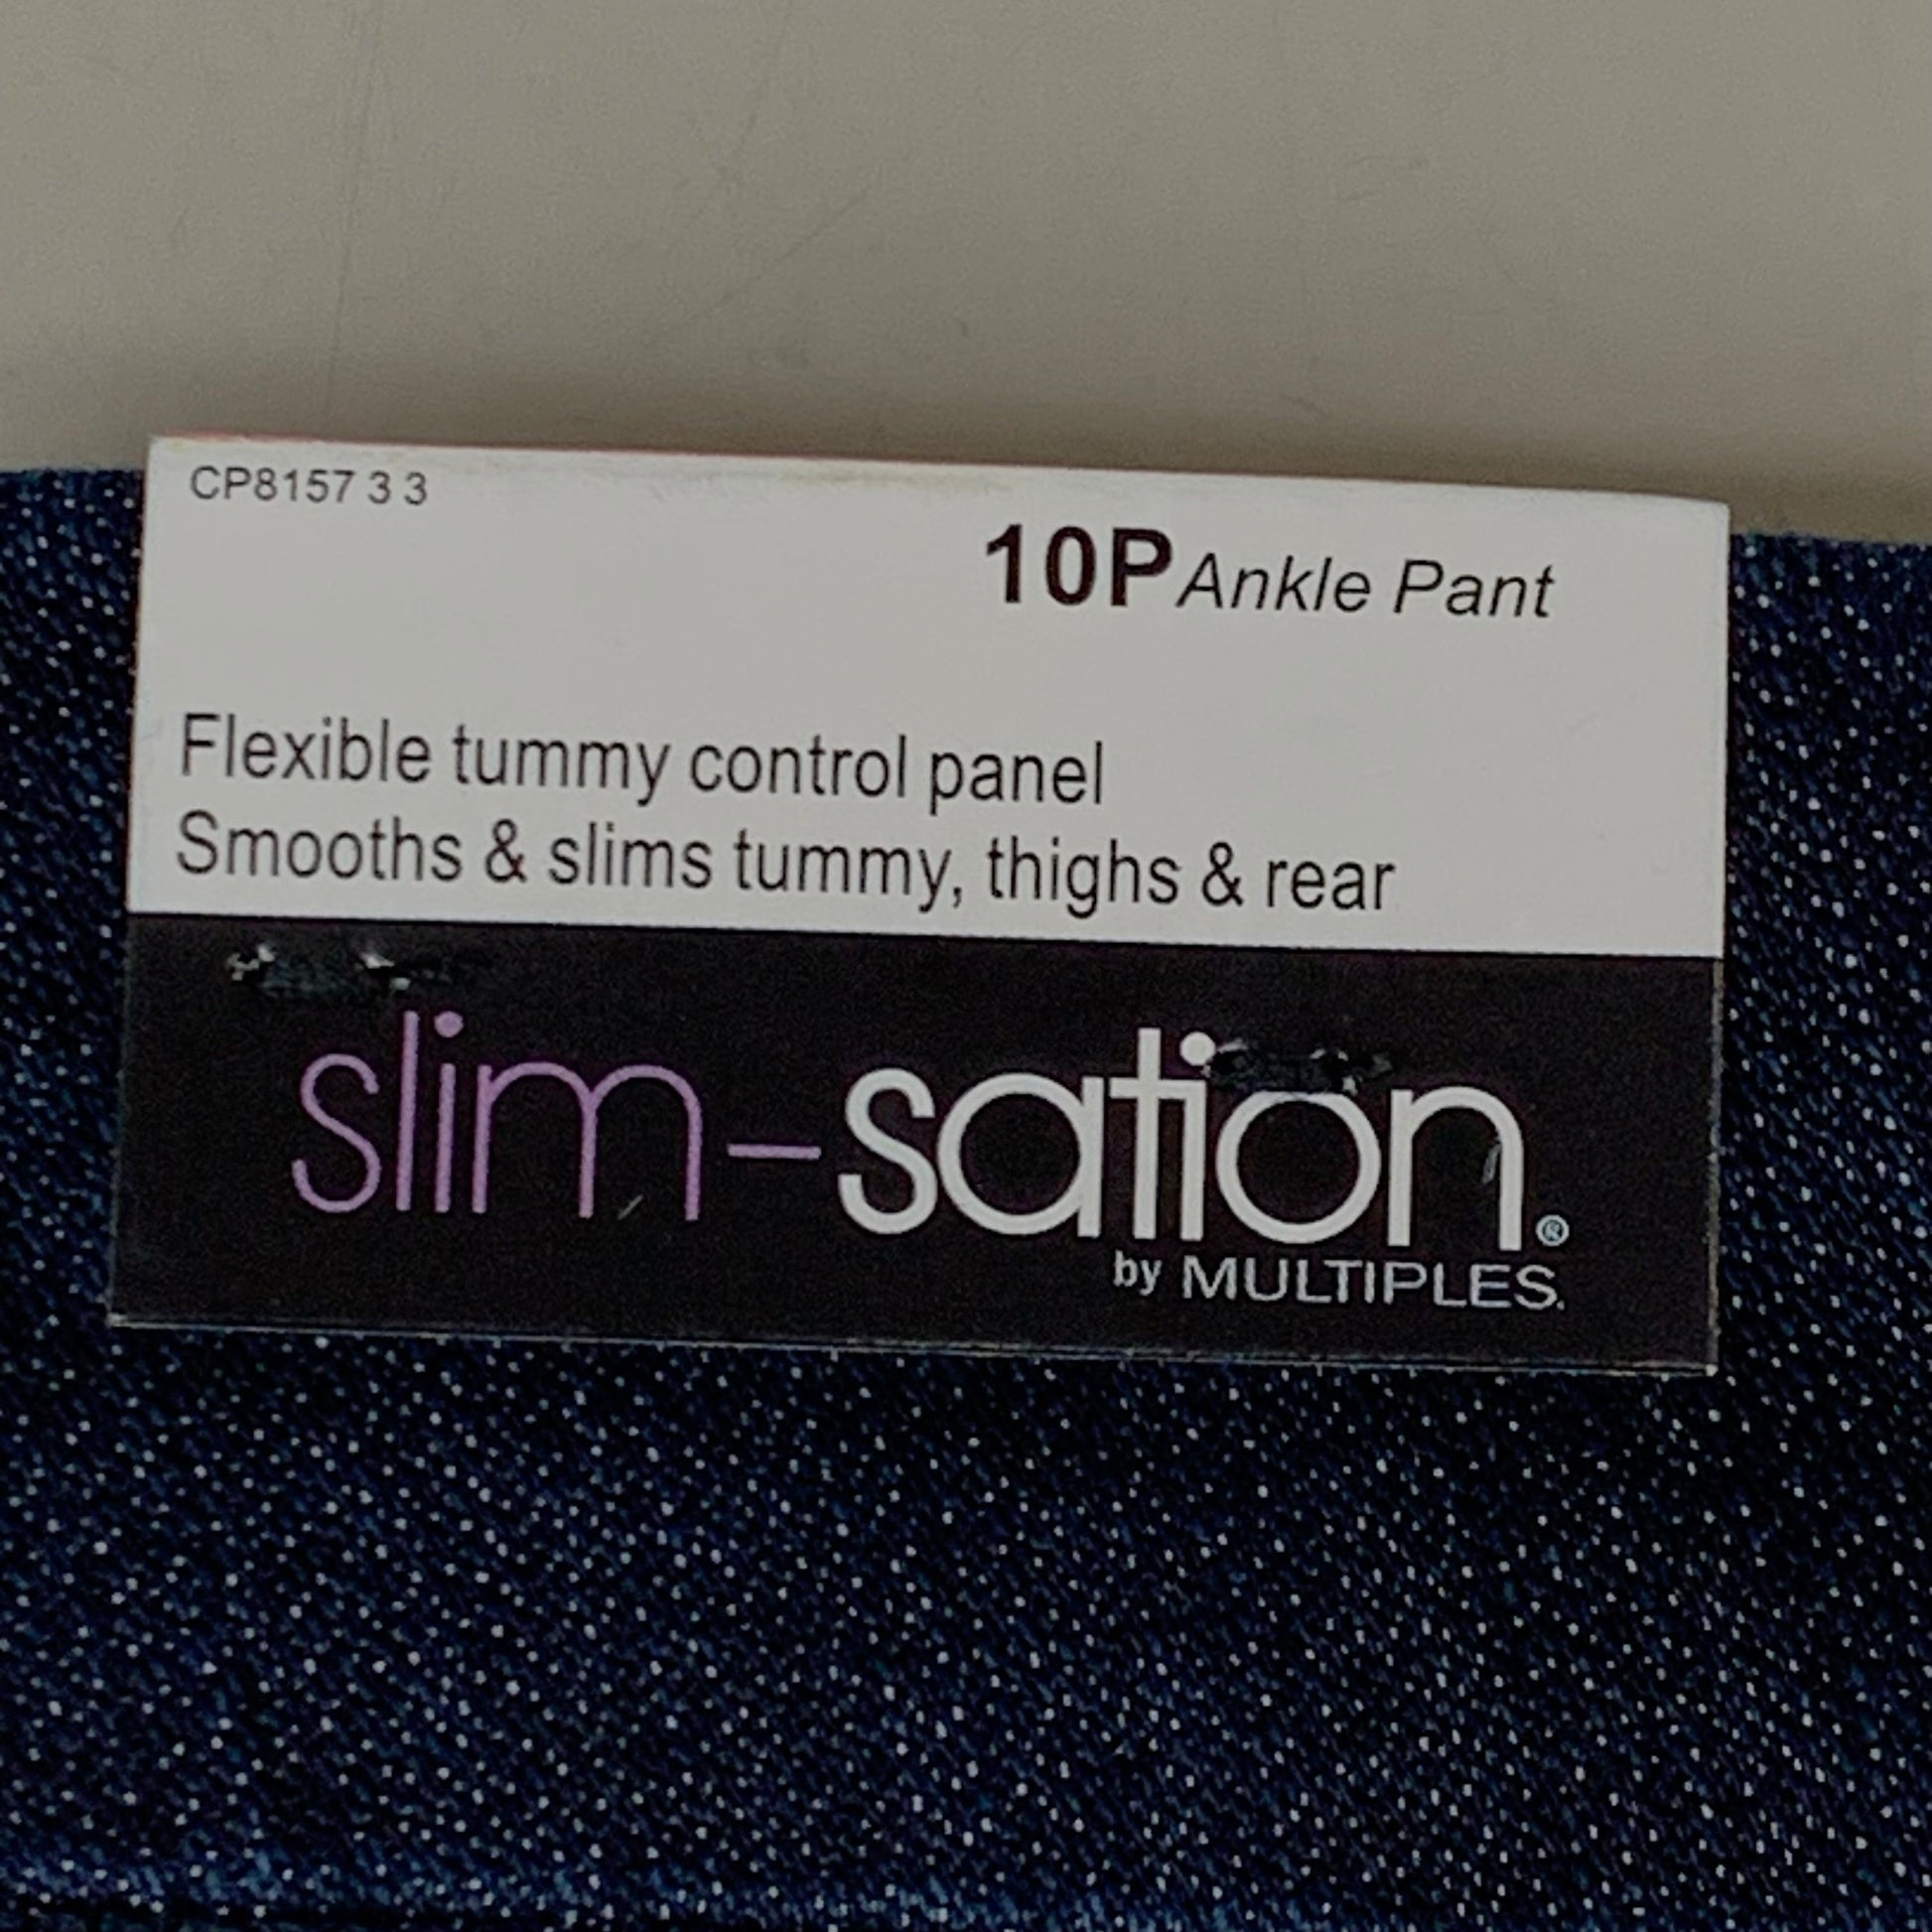 CP8157 3 3
10P Ankle Pant
Flexible tummy control panel
Smooths & slims tummy, thighs & rear
slim-sation.®
by MULTIPLES.